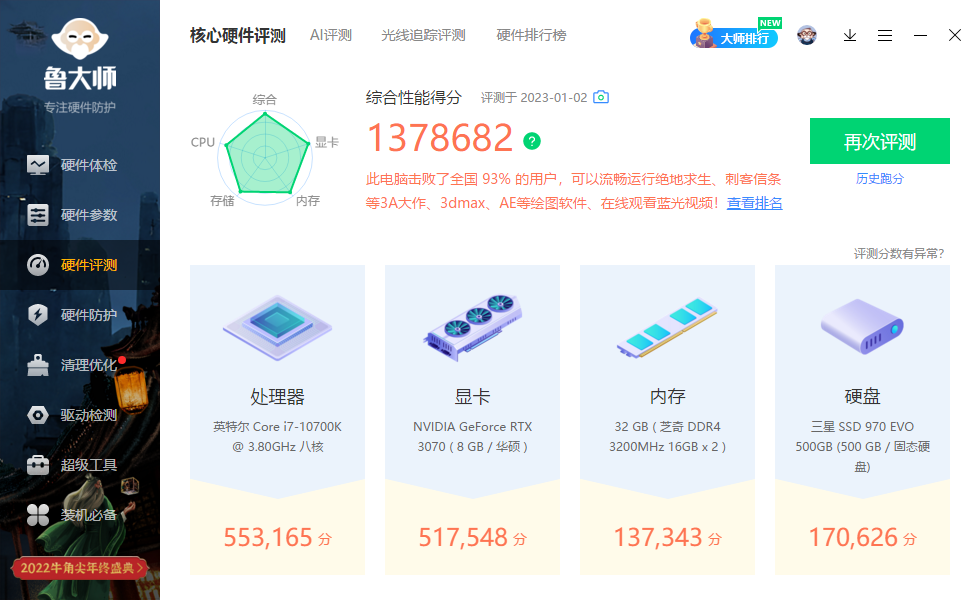 鲁大师
专注硬件防护
硬件体检
硬件参数
硬件评测
硬件防护
清理优化
驱动检测
超级工具
装机必备
2022牛角尖年终盛典
核心硬件评测
AI评测
光线追踪评测
硬件排行榜
大师排行
NEW
综合
CPU
显卡
存储
内存
综合性能得分
评测于 2023-01-02
1378682
?
此电脑击败了全国 93% 的用户，可以流畅运行绝地求生、刺客信条
等3A大作、3dmax、AE等绘图软件、在线观看蓝光视频！查看排名
再次评测
历史跑分
评测分数有异常?
处理器
英特尔 Core i7-10700K
@ 3.80GHz 八核
553,165 分
显卡
NVIDIA GeForce RTX
3070 ( 8 GB / 华硕 )
517,548 分
内存
32 GB ( 芝奇 DDR4
3200MHz 16GB x 2 )
137,343 分
硬盘
三星 SSD 970 EVO
500GB (500 GB / 固态硬
盘)
170,626 分